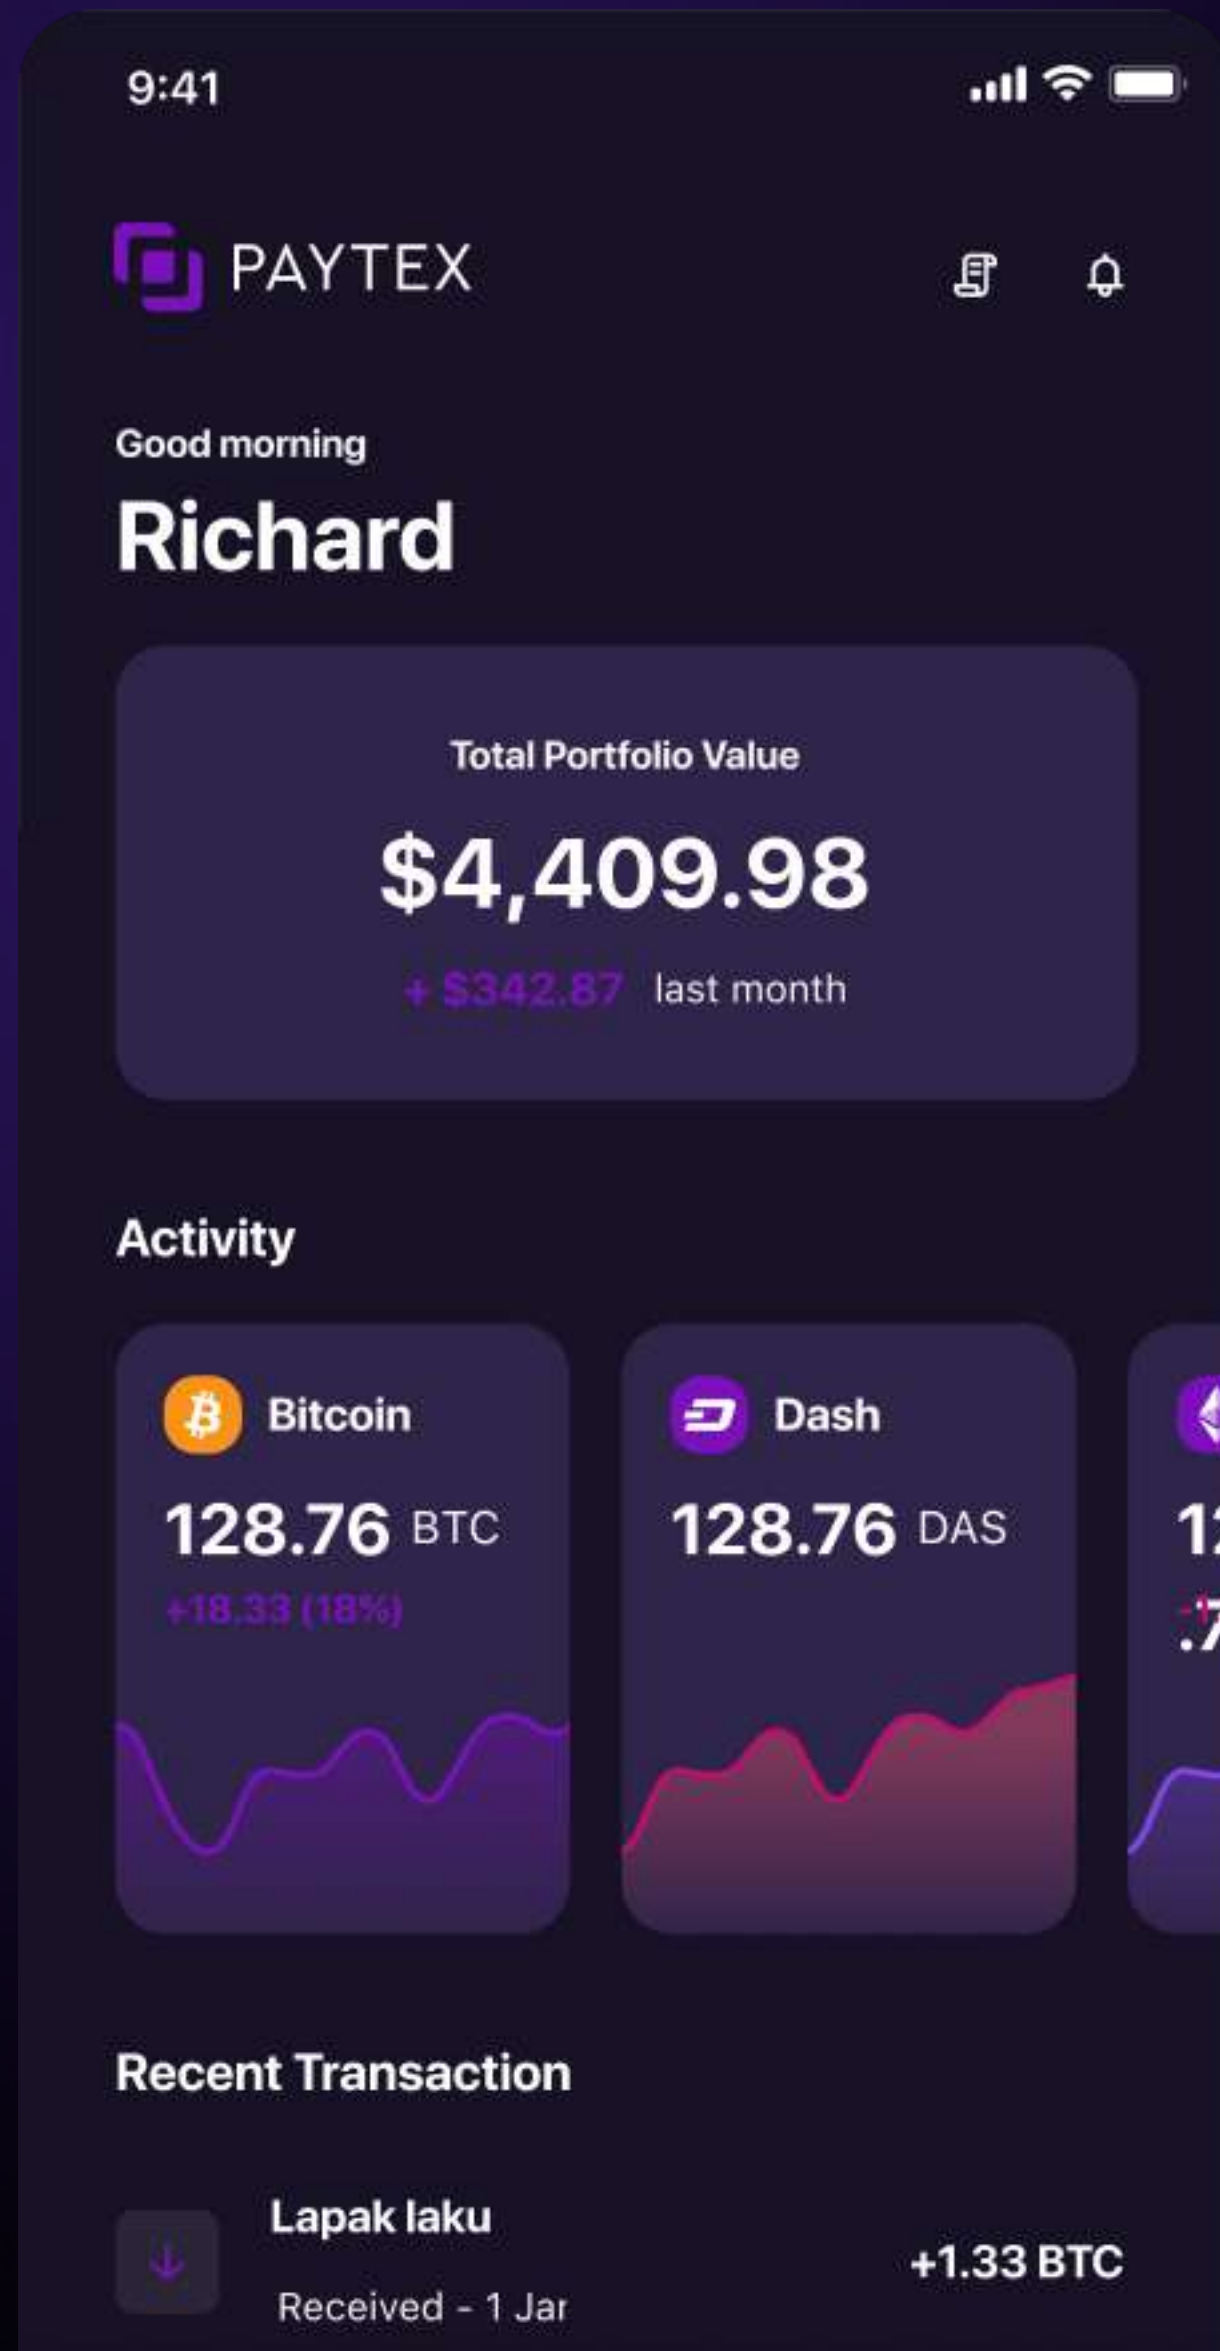 9:41
PAYTEX
Good morning
Richard
Total Portfolio Value
$4,409.98
+ $342.87 last month
Activity
Bitcoin
128.76 BTC
+18.33 (18%)
Dash
128.76 DAS
Recent Transaction
Lapak laku
+1.33 BTC
Received - 1 Jar